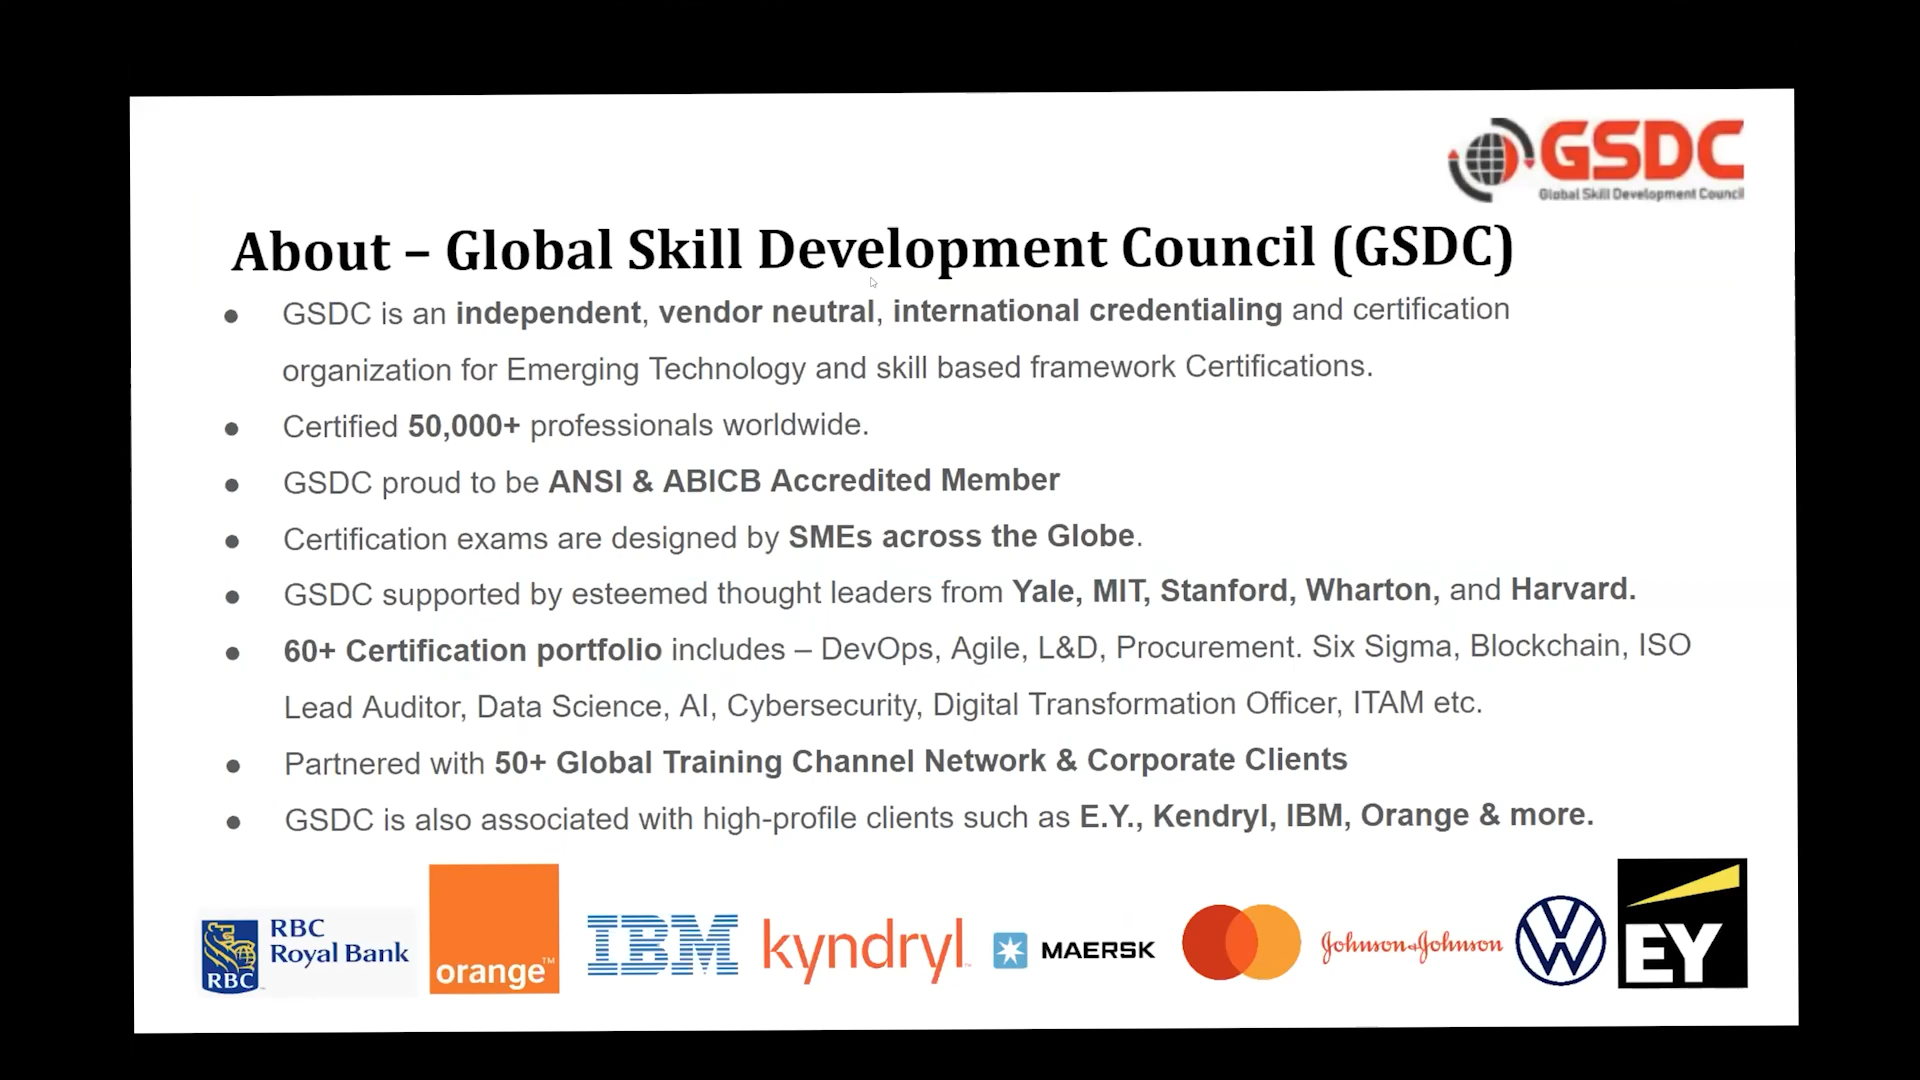 GSDC
Global Skill Development Council
About – Global Skill Development Council (GSDC)
● GSDC is an independent, vendor neutral, international credentialing and certification
organization for Emerging Technology and skill based framework Certifications.
● Certified 50,000+ professionals worldwide.
● GSDC proud to be ANSI & ABICB Accredited Member
● Certification exams are designed by SMEs across the Globe.
● GSDC supported by esteemed thought leaders from Yale, MIT, Stanford, Wharton, and Harvard.
● 60+ Certification portfolio includes – DevOps, Agile, L&D, Procurement. Six Sigma, Blockchain, ISO
Lead Auditor, Data Science, AI, Cybersecurity, Digital Transformation Officer, ITAM etc.
● Partnered with 50+ Global Training Channel Network & Corporate Clients
● GSDC is also associated with high-profile clients such as E.Y., Kendryl, IBM, Orange & more.
RBC
RBC
Royal Bank
orange™
IBM
kyndryl
MAERSK
Johnson&Johnson
VW
EY